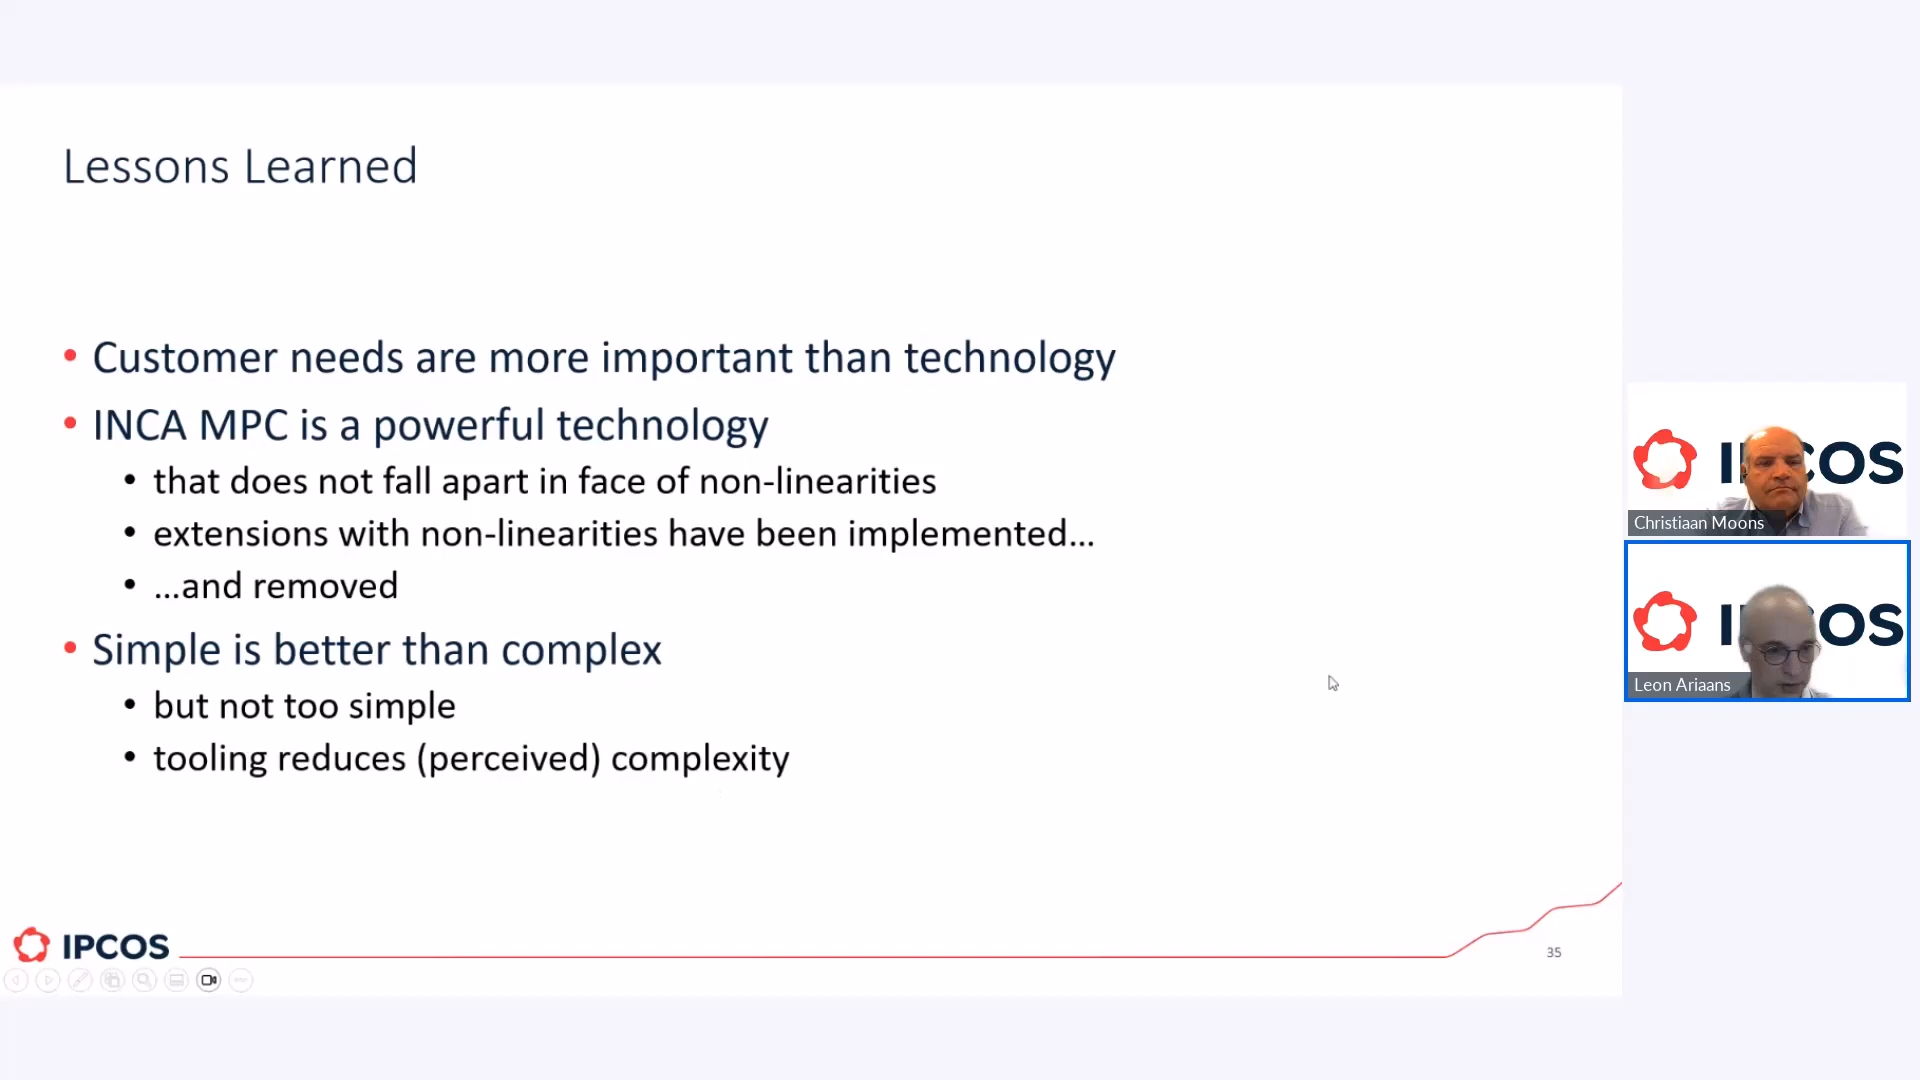 Lessons Learned
• Customer needs are more important than technology
• INCA MPC is a powerful technology
• that does not fall apart in face of non-linearities
• extensions with non-linearities have been implemented...
• ...and removed
• Simple is better than complex
• but not too simple
• tooling reduces (perceived) complexity
IPCOS
35
IPCOS
Christiaan Moons
IPCOS
Leon Ariaans